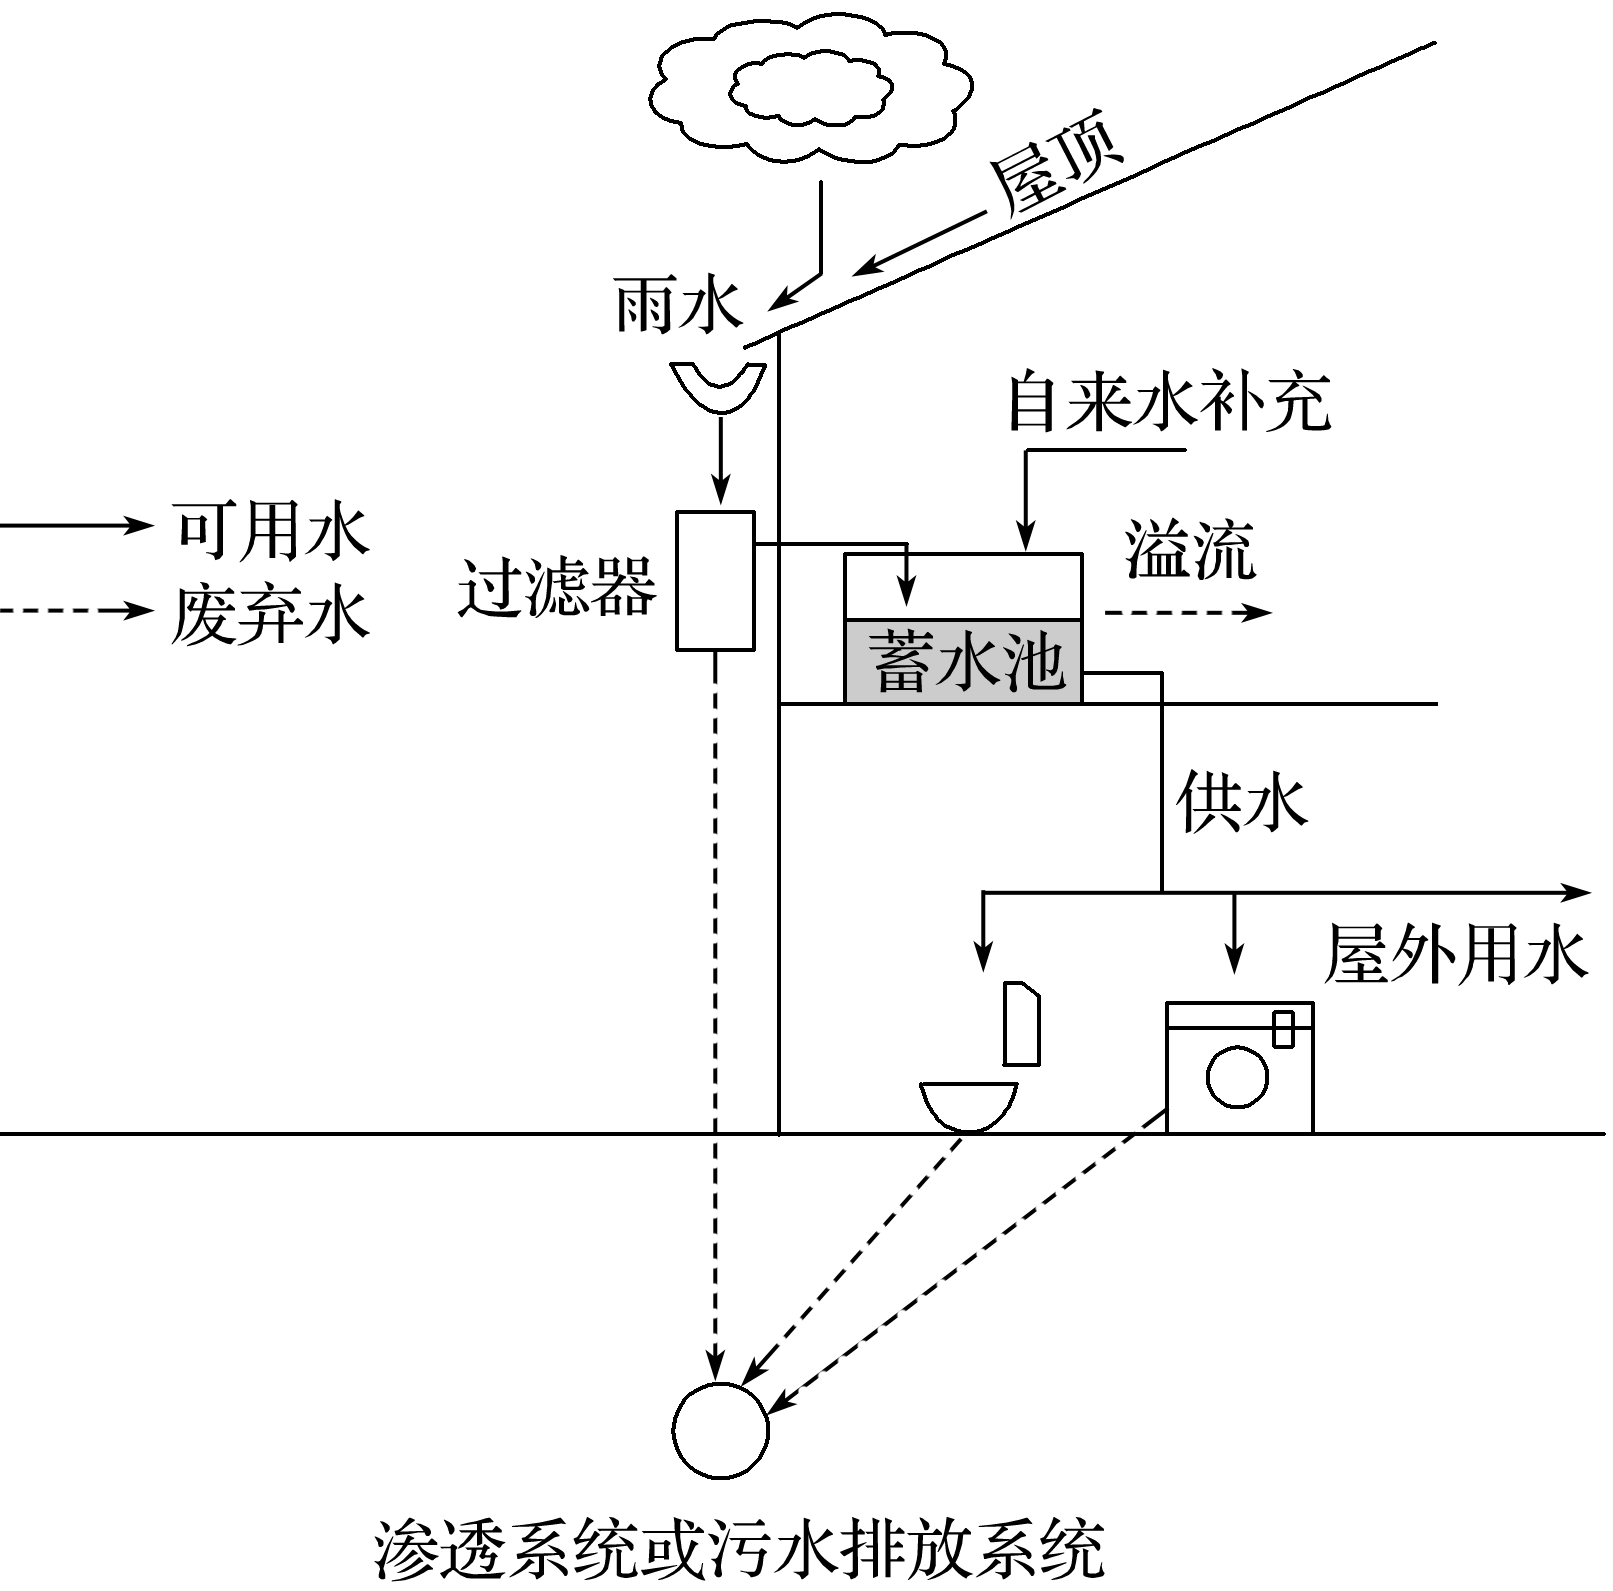 屋顶
雨水
自来水补充
可用水
溢流
过滤器
废弃水
蓄水池
供水
屋外用水
渗透系统或污水排放系统